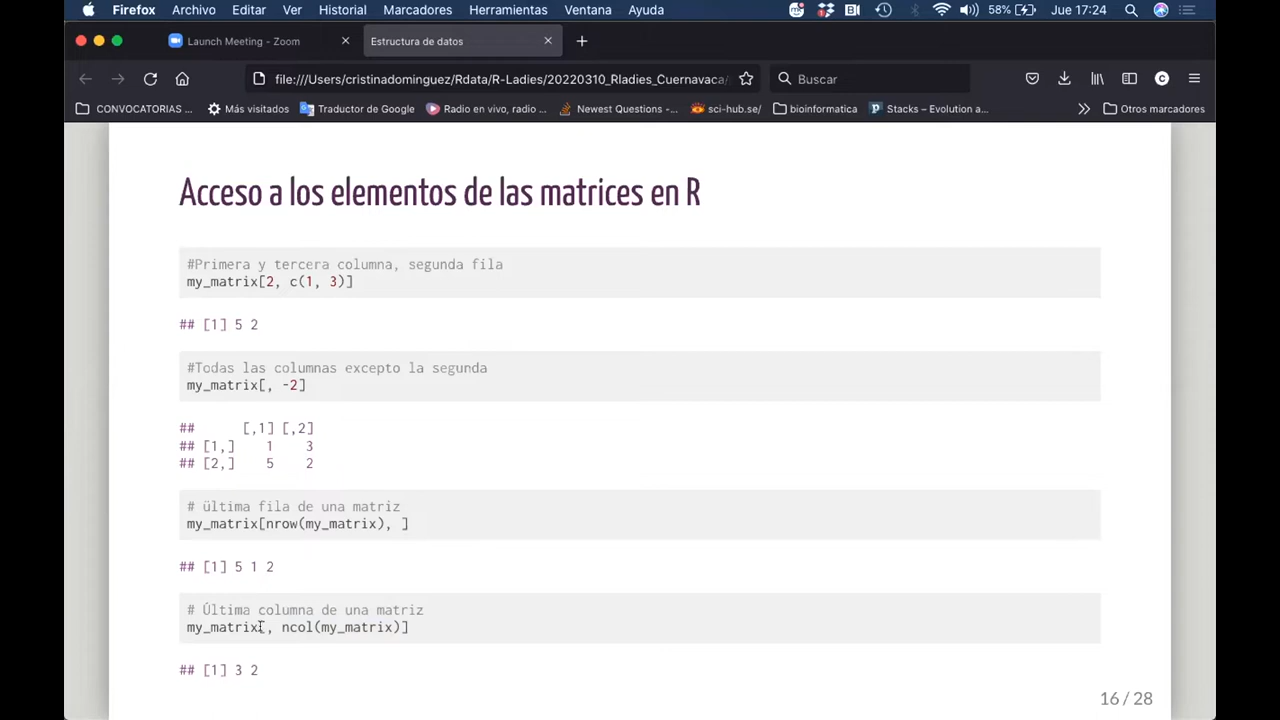 Firefox Archivo Editar Ver Historial Marcadores Herramientas Ventana Ayuda 58% Jue 17:24
Launch Meeting - Zoom Estructura de datos
file:///Users/cristinadominguez/Rdata/R-Ladies/20220310_Rladies_Cuernavaca/ Buscar
CONVOCATORIAS ... Más visitados Traductor de Google Radio en vivo, radio ... Newest Questions -... sci-hub.se/ bioinformatica Stacks – Evolution a... Otros marcadores
Acceso a los elementos de las matrices en R
#Primera y tercera columna, segunda fila
my_matrix[2, c(1, 3)]
## [1] 5 2
#Todas las columnas excepto la segunda
my_matrix[, -2]
## [,1] [,2]
## [1,] 1 3
## [2,] 5 2
# última fila de una matriz
my_matrix[nrow(my_matrix), ]
## [1] 5 1 2
# Última columna de una matriz
my_matrix[, ncol(my_matrix)]
## [1] 3 2
16 / 28